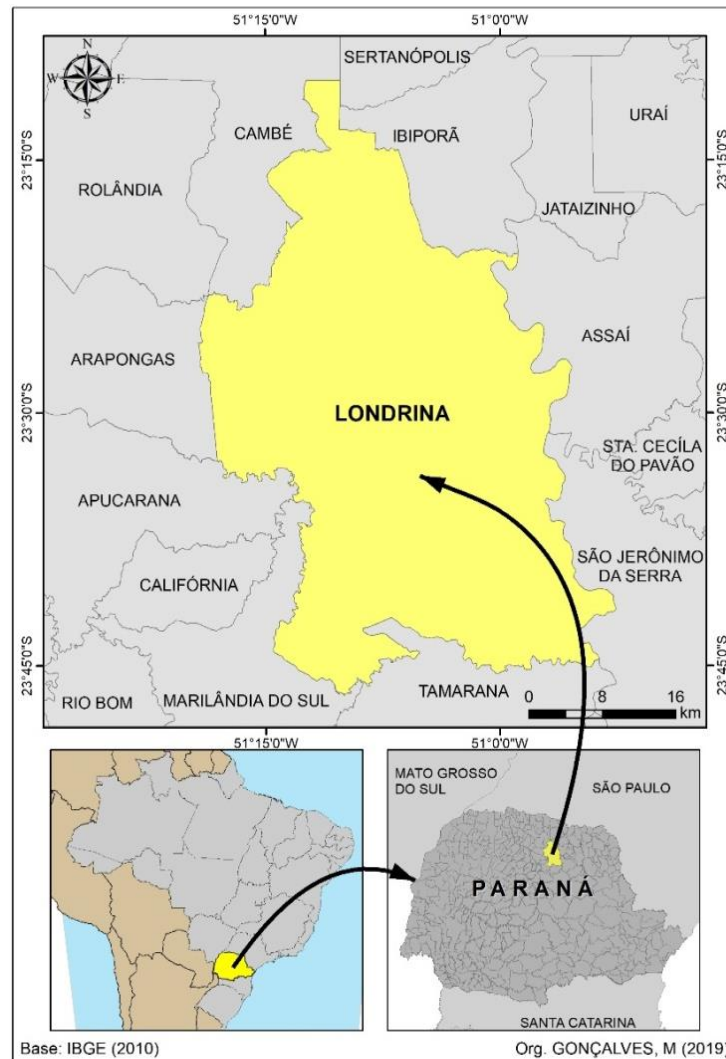 51°15'0"W
51°00'0"W
N
W
E
S
SERTANÓPOLIS
CAMBÉ
IBIPORÃ
URAÍ
23°15'0"S
23°15'0"S
ROLÂNDIA
JATAIZINHO
ARAPONGAS
ASSAÍ
23°30'0"S
LONDRINA
23°30'0"S
STA. CECÍLA
DO PAVÃO
APUCARANA
CALIFÓRNIA
SÃO JERÔNIMO
DA SERRA
23°45'0"S
23°45'0"S
RIO BOM
MARILÂNDIA DO SUL
TAMARANA
0 8 16
km
51°15'0"W
51°00'0"W
MATO GROSSO
DO SUL
SÃO PAULO
PARANÁ
SANTA CATARINA
Base: IBGE (2010)
Org. GONÇALVES, M (2019)